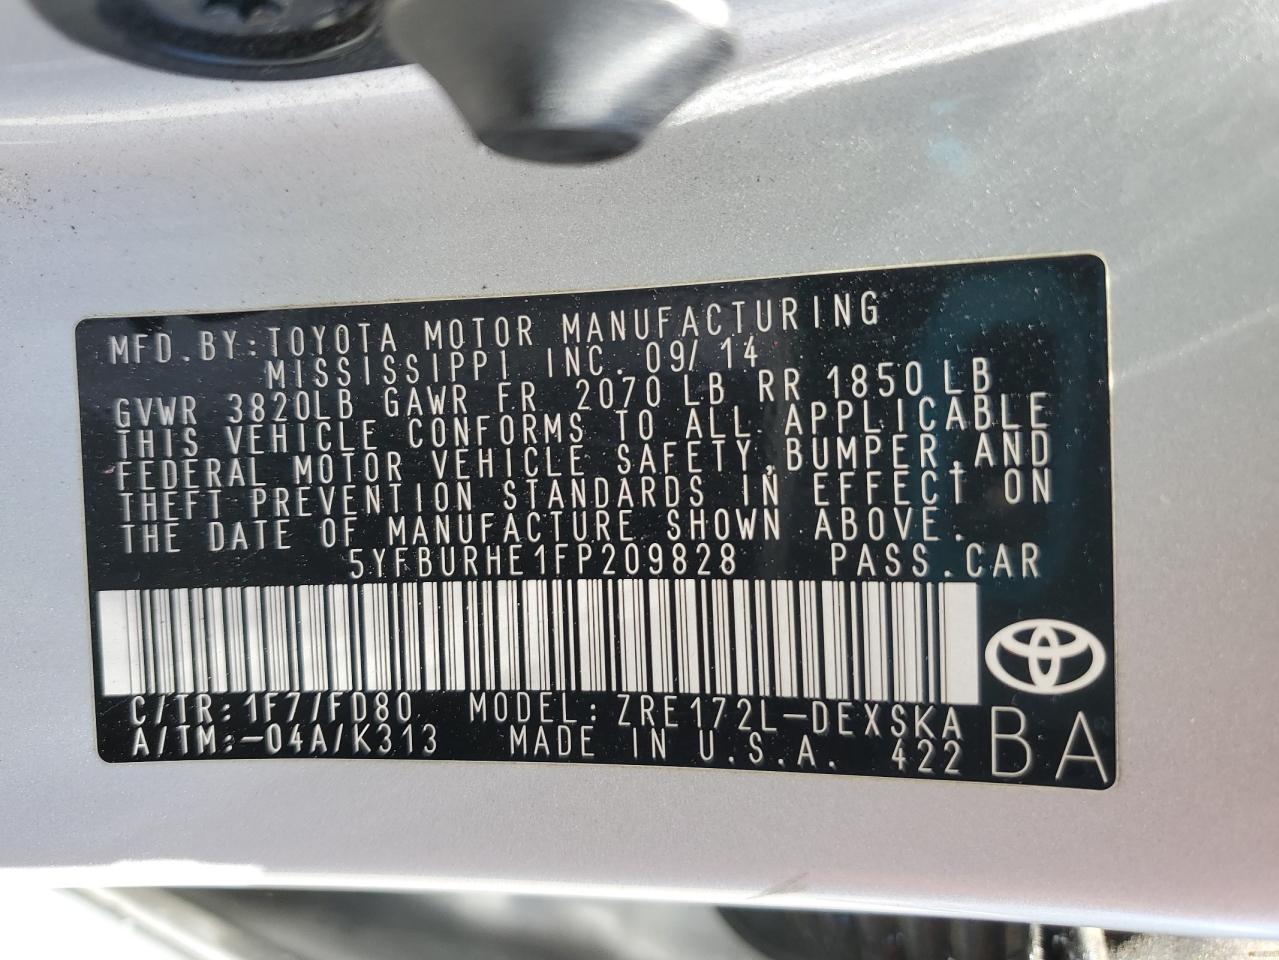 MFD.BY:TOYOTA MOTOR MANUFACTURING
MISSISSIPPI INC. 09/ 14
GVWR 3820LB GAWR FR 2070 LB RR 1850 LB
THIS VEHICLE CONFORMS TO ALL APPLICABLE
FEDERAL MOTOR VEHICLE SAFETY,BUMPER,AND
THEFT PREVENTION STANDARDS IN EFFECT ON
THE DATE OF MANUFACTURE SHOWN ABOVE.
5YFBURHE1FP209828 PASS.CAR
C/TR:1F7/FD80 MODEL:ZRE172L-DEXSKA
A/TM:-04A/K313 MADE IN U.S.A. 422
BA